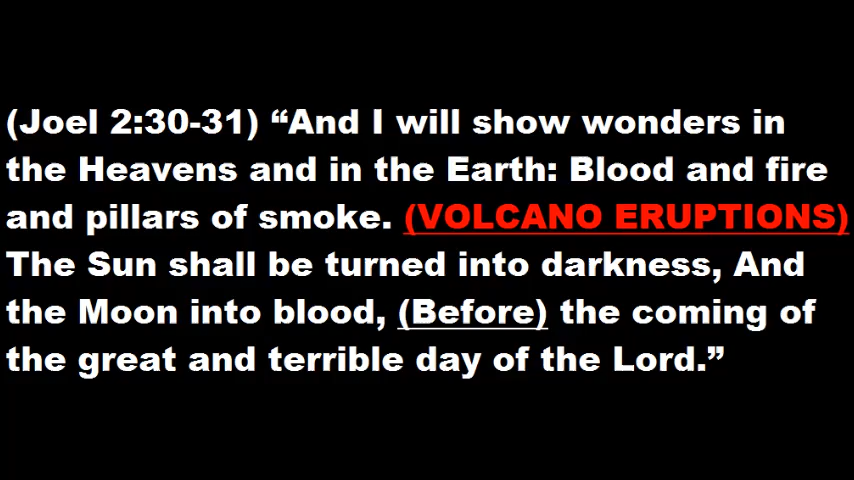 (Joel 2:30-31) “And I will show wonders in
the Heavens and in the Earth: Blood and fire
and pillars of smoke. (VOLCANO ERUPTIONS)
The Sun shall be turned into darkness, And
the Moon into blood, (Before) the coming of
the great and terrible day of the Lord.”